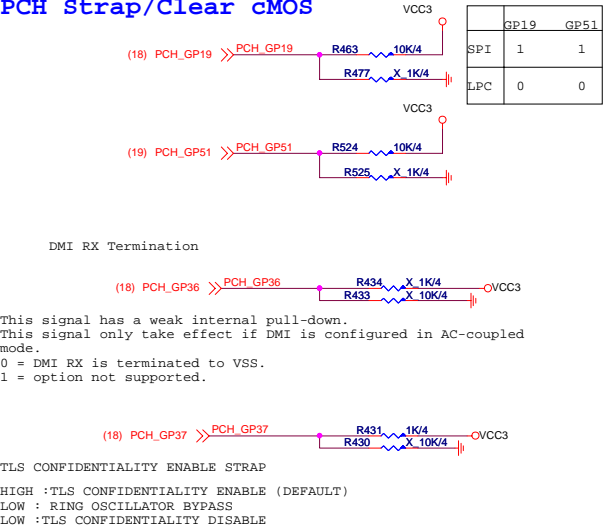 PCH Strap/Clear cMOS
VCC3
GP19 GP51
SPI 1 1
LPC 0 0
(18) PCH_GP19 PCH_GP19 R463 10K/4
R477 X_1K/4
VCC3
(19) PCH_GP51 PCH_GP51 R524 10K/4
R525 X_1K/4
DMI RX Termination
(18) PCH_GP36 PCH_GP36 R434 X_1K/4 VCC3
R433 X_10K/4
This signal has a weak internal pull-down.
This signal only take effect if DMI is configured in AC-coupled
mode.
0 = DMI RX is terminated to VSS.
1 = option not supported.
(18) PCH_GP37 PCH_GP37 R431 1K/4 VCC3
R430 X_10K/4
TLS CONFIDENTIALITY ENABLE STRAP
HIGH :TLS CONFIDENTIALITY ENABLE (DEFAULT)
LOW : RING OSCILLATOR BYPASS
LOW :TLS CONFIDENTIALITY DISABLE